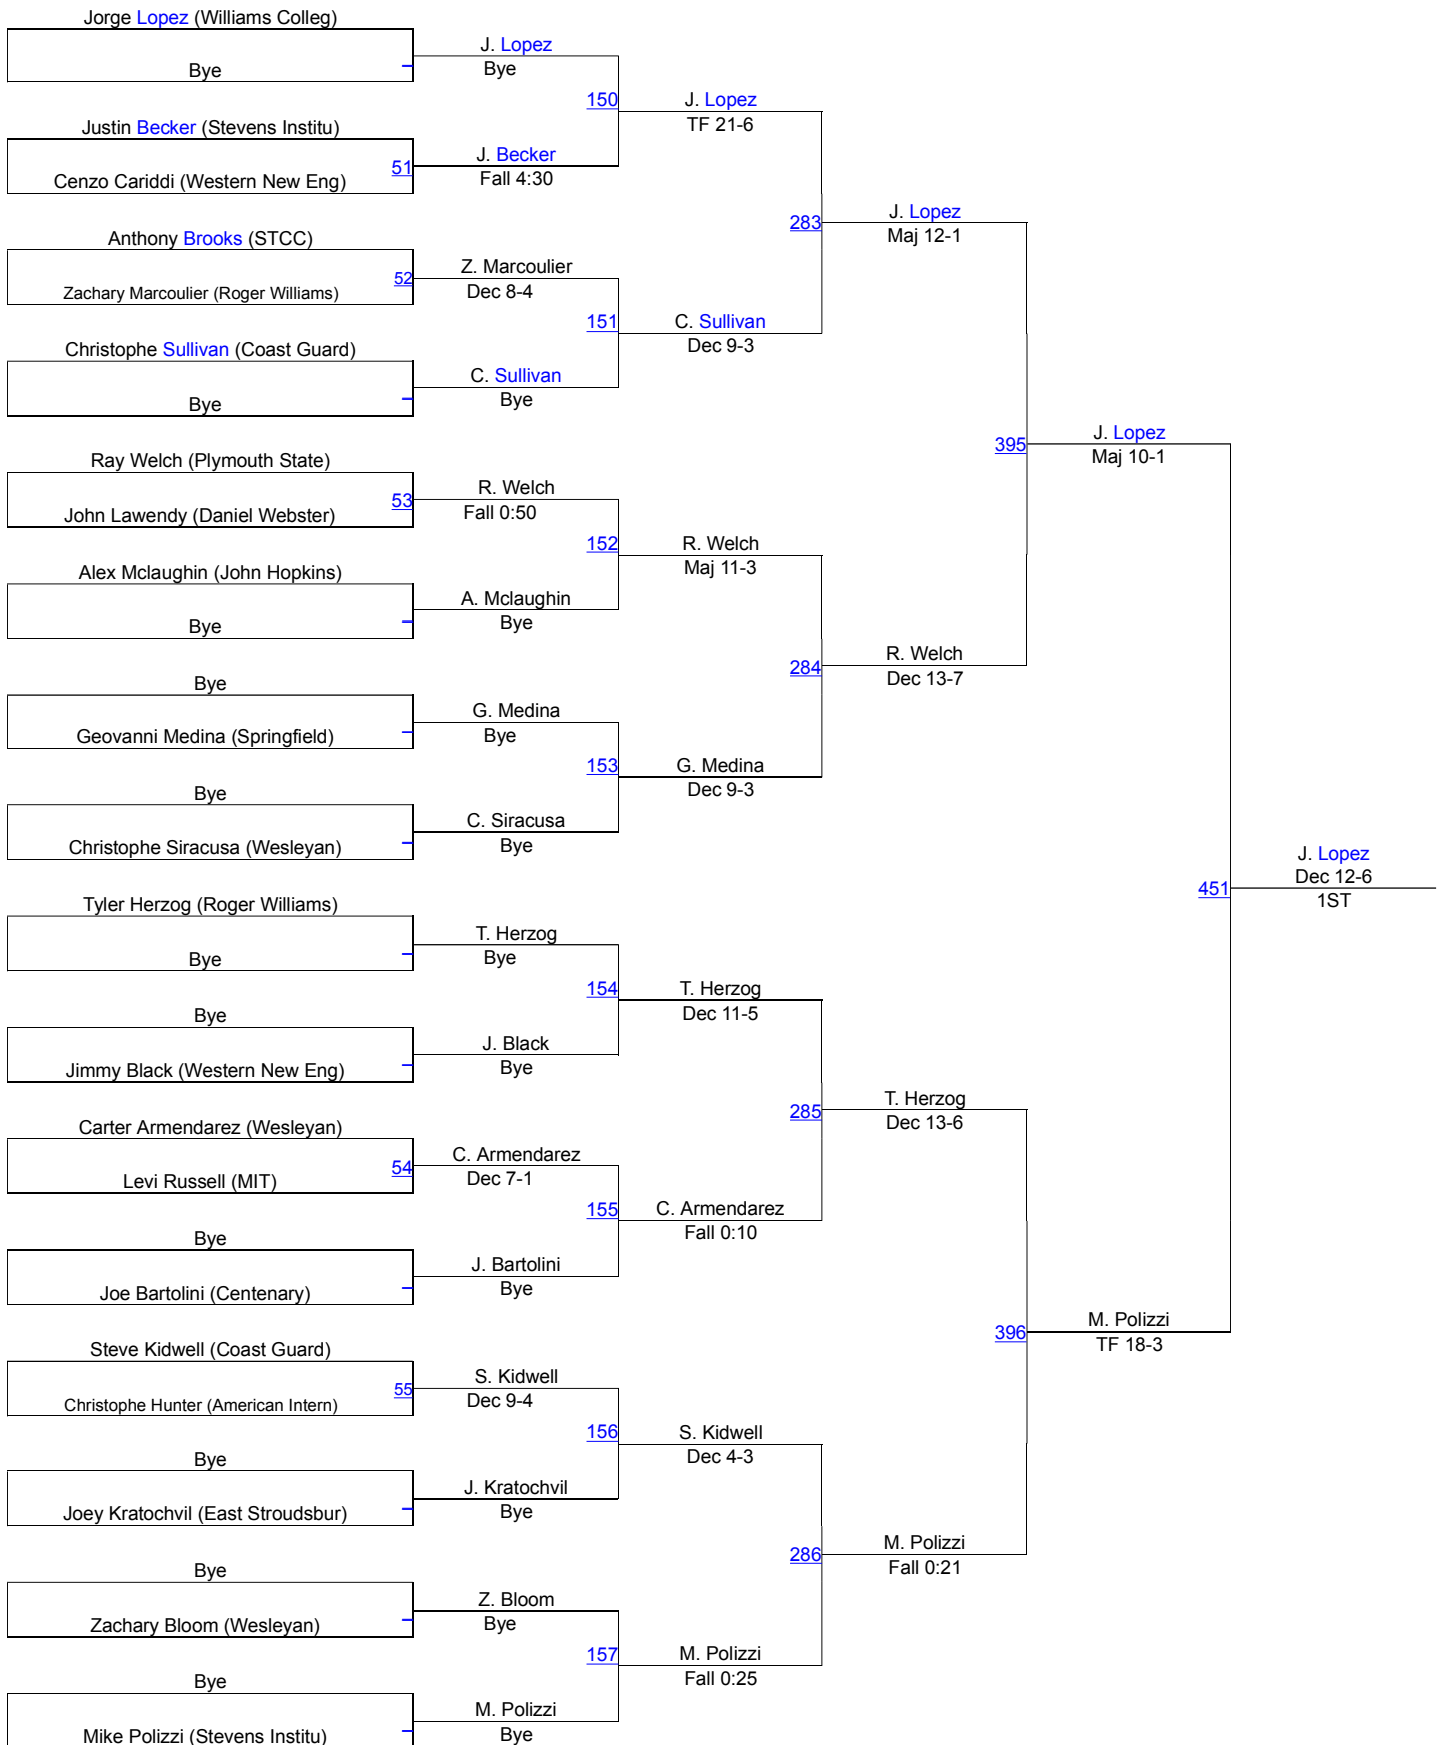 Jorge Lopez (Williams Colleg)
Bye
J. Lopez
Bye
150
J. Lopez
TF 21-6
Justin Becker (Stevens Institu)
51
Cenzo Cariddi (Western New Eng)
J. Becker
Fall 4:30
283
J. Lopez
Maj 12-1
Anthony Brooks (STCC)
52
Zachary Marcoulier (Roger Williams)
Z. Marcoulier
Dec 8-4
151
C. Sullivan
Dec 9-3
Christophe Sullivan (Coast Guard)
Bye
C. Sullivan
Bye
395
J. Lopez
Maj 10-1
Ray Welch (Plymouth State)
53
John Lawendy (Daniel Webster)
R. Welch
Fall 0:50
152
R. Welch
Maj 11-3
Alex Mclaughin (John Hopkins)
Bye
A. Mclaughin
Bye
284
R. Welch
Dec 13-7
Bye
Geovanni Medina (Springfield)
G. Medina
Bye
153
G. Medina
Dec 9-3
Bye
Christophe Siracusa (Wesleyan)
C. Siracusa
Bye
451
J. Lopez
Dec 12-6
1ST
Tyler Herzog (Roger Williams)
Bye
T. Herzog
Bye
154
T. Herzog
Dec 11-5
Bye
Jimmy Black (Western New Eng)
J. Black
Bye
285
T. Herzog
Dec 13-6
Carter Armendarez (Wesleyan)
54
Levi Russell (MIT)
C. Armendarez
Dec 7-1
155
C. Armendarez
Fall 0:10
Bye
Joe Bartolini (Centenary)
J. Bartolini
Bye
396
M. Polizzi
TF 18-3
Steve Kidwell (Coast Guard)
55
Christophe Hunter (American Intern)
S. Kidwell
Dec 9-4
156
S. Kidwell
Dec 4-3
Bye
Joey Kratochvil (East Stroudsbur)
J. Kratochvil
Bye
286
M. Polizzi
Fall 0:21
Bye
Zachary Bloom (Wesleyan)
Z. Bloom
Bye
157
M. Polizzi
Fall 0:25
Bye
Mike Polizzi (Stevens Institu)
M. Polizzi
Bye